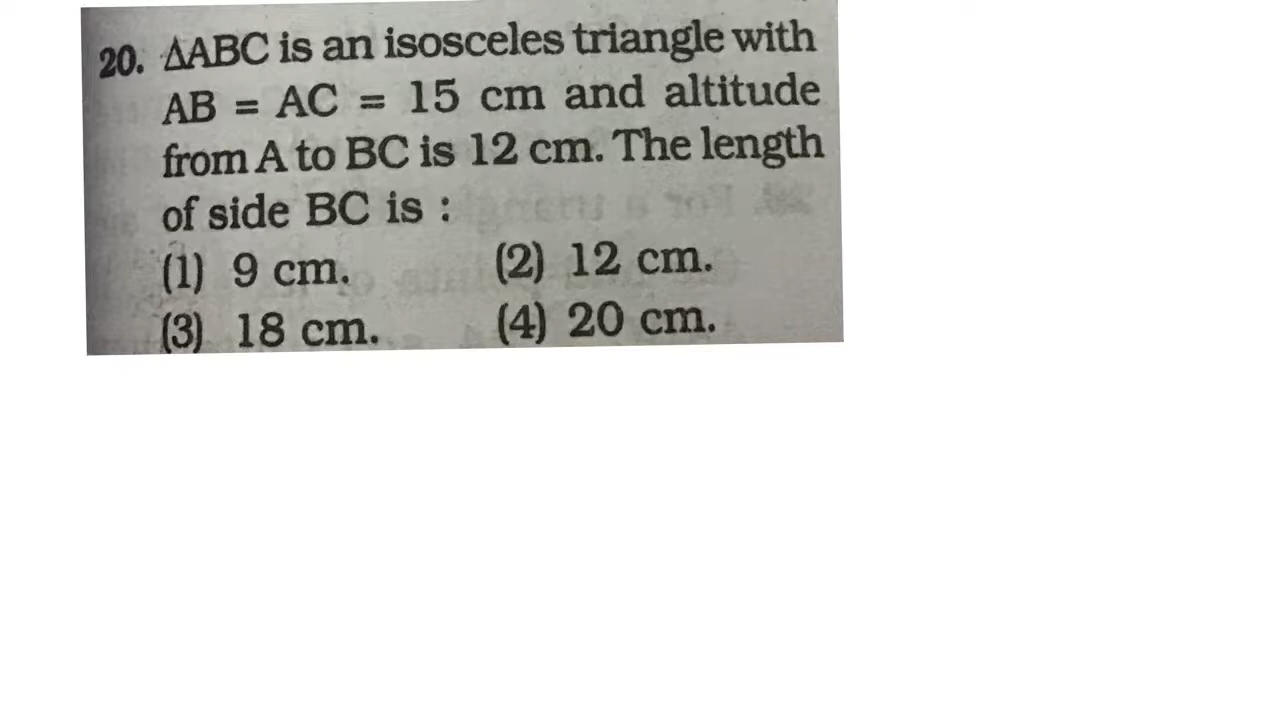 20. ΔABC is an isosceles triangle with
AB = AC = 15 cm and altitude
from A to BC is 12 cm. The length
of side BC is :
(1) 9 cm. (2) 12 cm.
(3) 18 cm. (4) 20 cm.